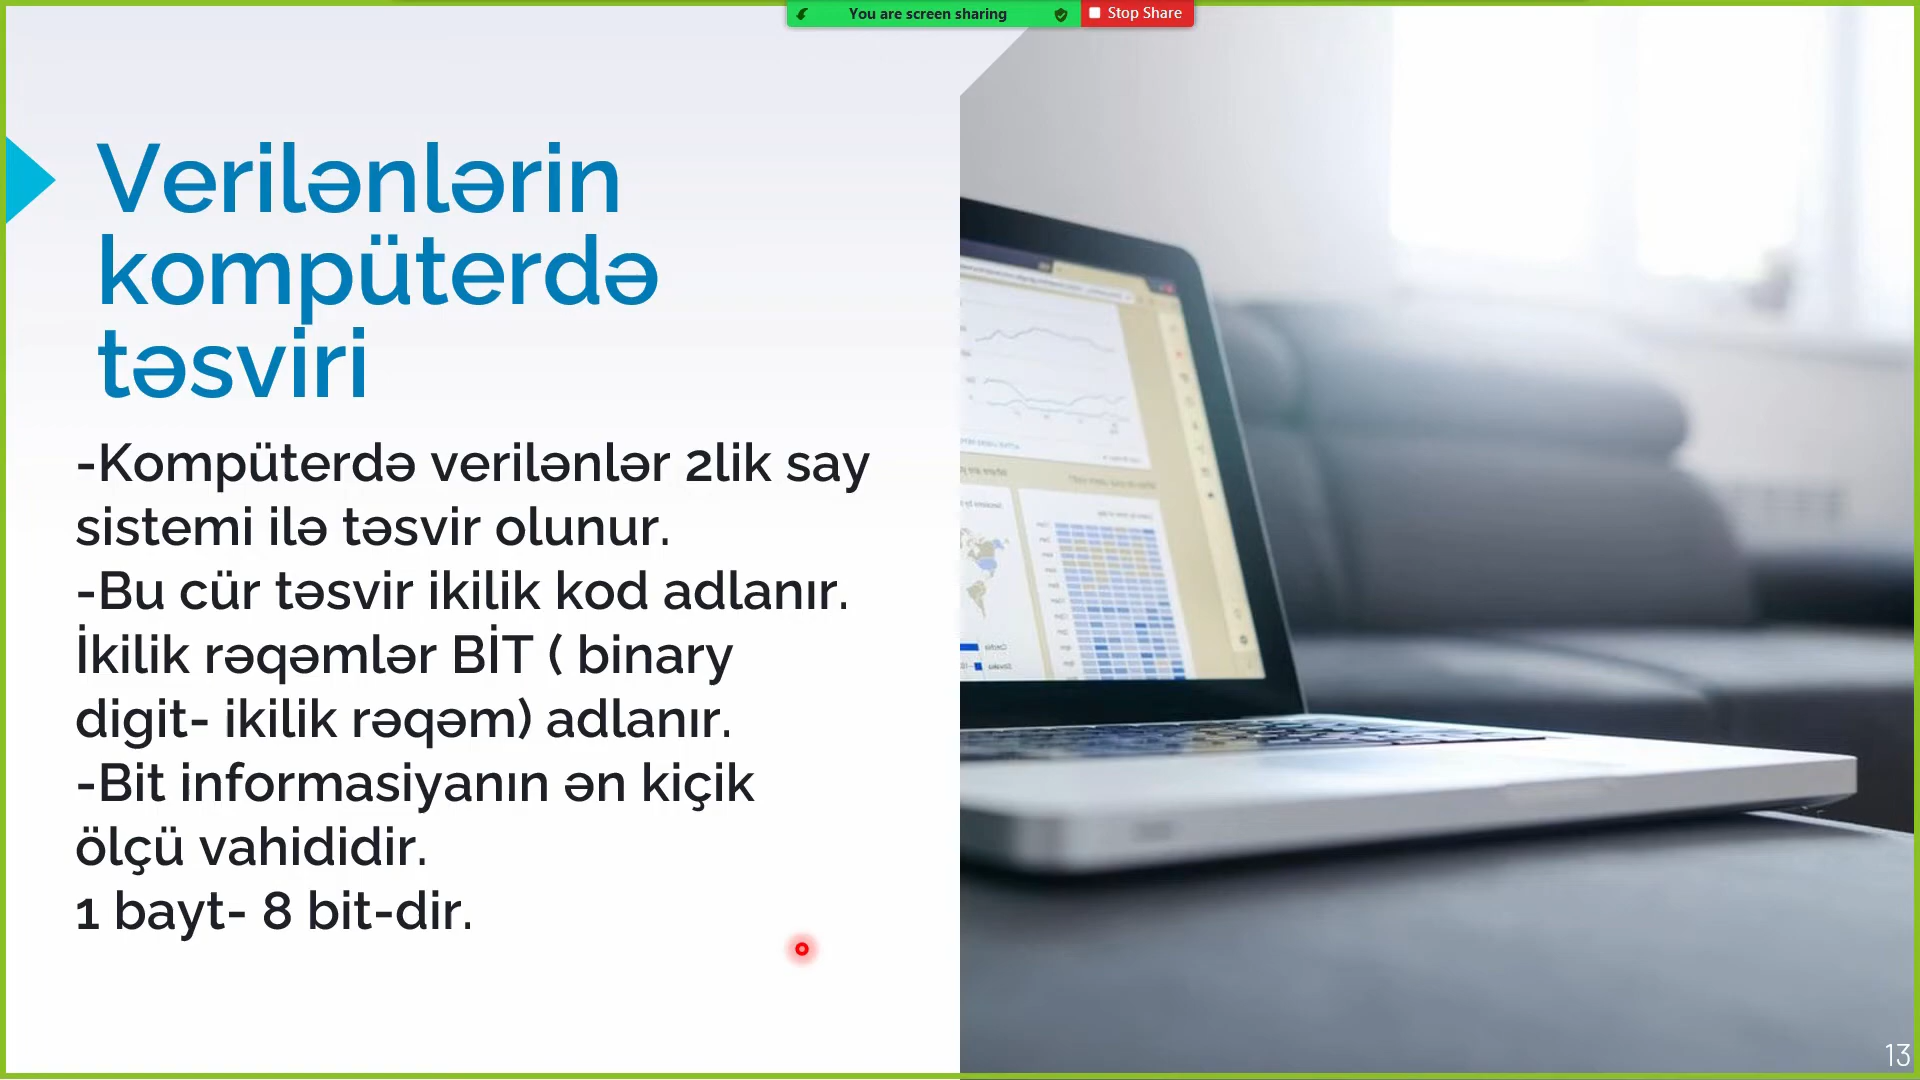 You are screen sharing
Stop Share
Verilənlərin
kompüterdə
təsviri
-Kompüterdə verilənlər 2lik say
sistemi ilə təsvir olunur.
-Bu cür təsvir ikilik kod adlanır.
İkilik rəqəmlər BİT ( binary
digit- ikilik rəqəm) adlanır.
-Bit informasiyanın ən kiçik
ölçü vahididir.
1 bayt- 8 bit-dir.
13